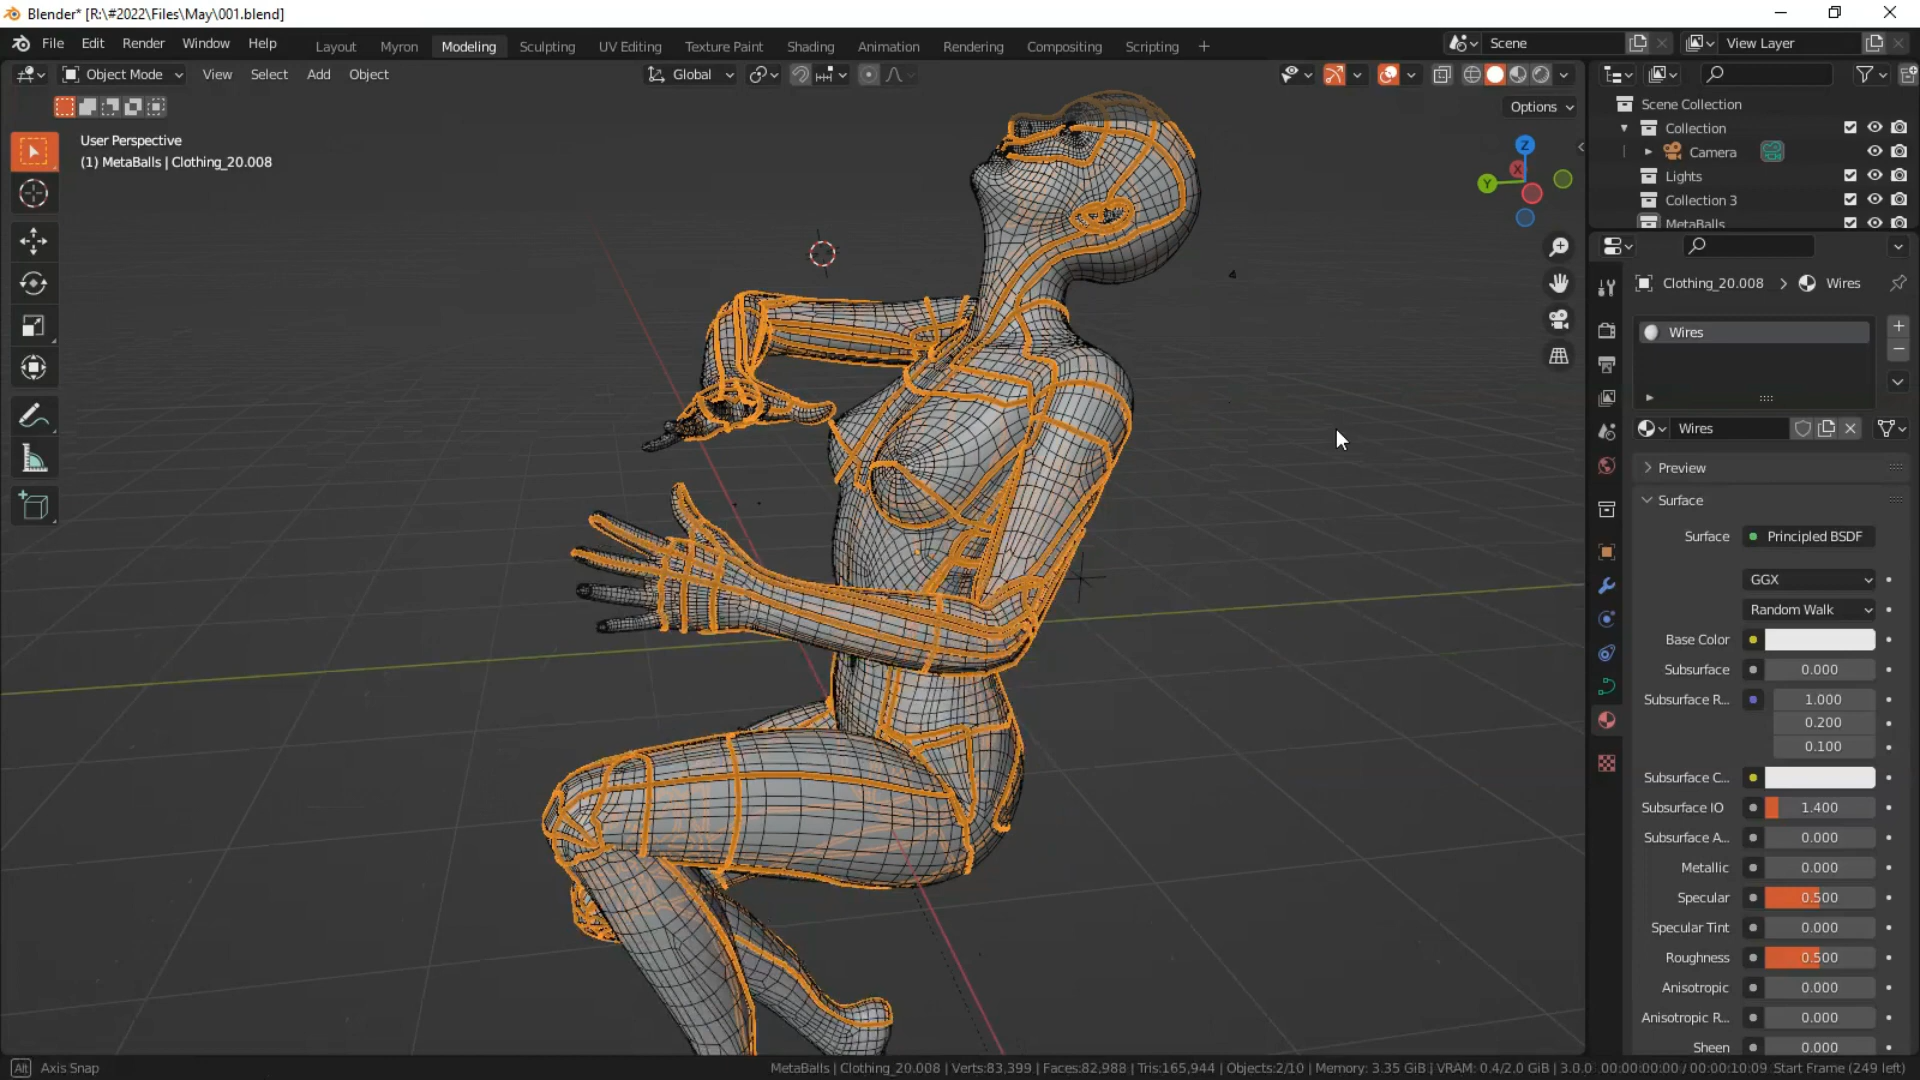 Blender* [R:\#2022\Files\May\001.blend]
File Edit Render Window Help Layout Myron Modeling Sculpting UV Editing Texture Paint Shading Animation Rendering Compositing Scripting + Scene View Layer
Object Mode View Select Add Object Global
Options
User Perspective
(1) MetaBalls | Clothing_20.008
Z
X
Y
Scene Collection
Collection
Camera
Lights
Collection 3
MetaBalls
Clothing_20.008 > Wires
Wires
Wires
Preview
Surface
Surface Principled BSDF
GGX
Random Walk
Base Color
Subsurface 0.000
Subsurface R... 1.000
0.200
0.100
Subsurface C...
Subsurface IO 1.400
Subsurface A... 0.000
Metallic 0.000
Specular 0.500
Specular Tint 0.000
Roughness 0.500
Anisotropic 0.000
Anisotropic R... 0.000
Sheen 0.000
Alt Axis Snap
MetaBalls | Clothing_20.008 | Verts:83,399 | Faces:82,988 | Tris:165,944 | Objects:2/10 | Memory: 3.35 GiB | VRAM: 0.4/2.0 GiB | 3.0.0 00:00:00:00 / 00:00:10:09 Start Frame (249 left)